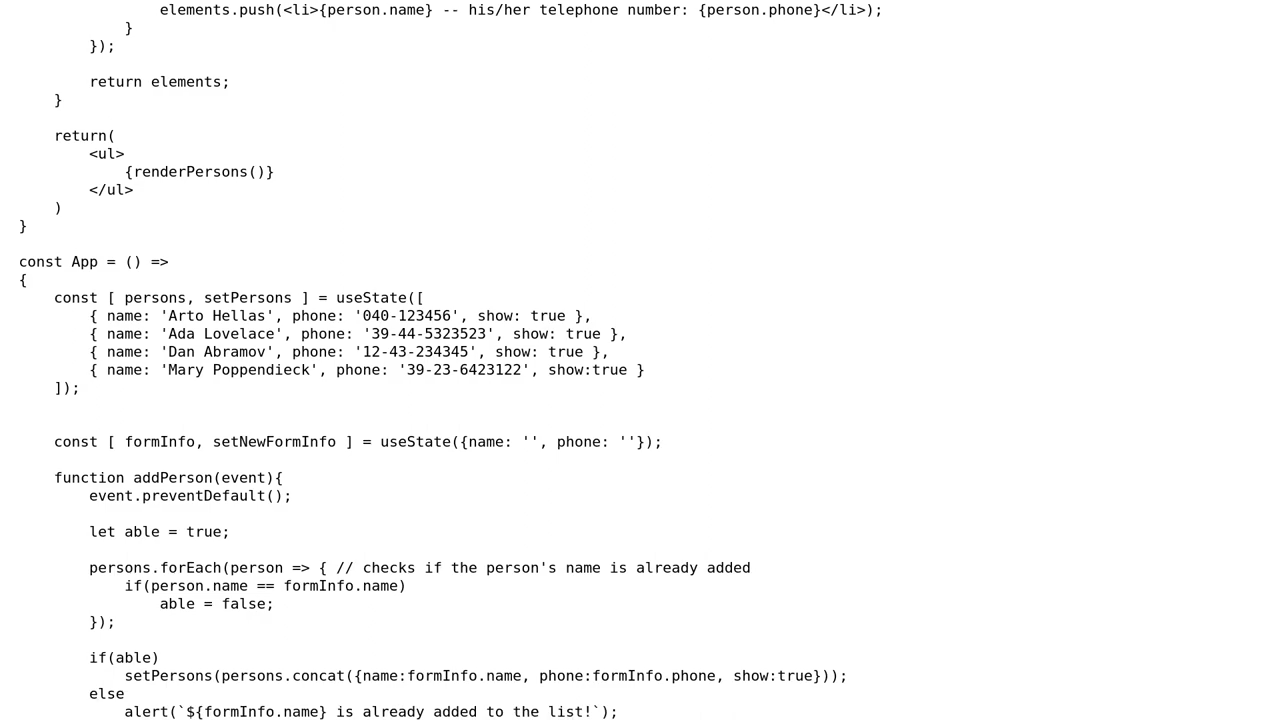 elements.push(<li>{person.name} -- his/her telephone number: {person.phone}</li>);
            }
        });

        return elements;
    }

    return(
        <ul>
            {renderPersons()}
        </ul>
    )
}

const App = () =>
{
    const [ persons, setPersons ] = useState([
        { name: 'Arto Hellas', phone: '040-123456', show: true },
        { name: 'Ada Lovelace', phone: '39-44-5323523', show: true },
        { name: 'Dan Abramov', phone: '12-43-234345', show: true },
        { name: 'Mary Poppendieck', phone: '39-23-6423122', show:true }
    ]);


    const [ formInfo, setNewFormInfo ] = useState({name: '', phone: ''});

    function addPerson(event){
        event.preventDefault();

        let able = true;

        persons.forEach(person => { // checks if the person's name is already added
            if(person.name == formInfo.name)
                able = false;
        });

        if(able)
            setPersons(persons.concat({name:formInfo.name, phone:formInfo.phone, show:true}));
        else
            alert(`${formInfo.name} is already added to the list!`);